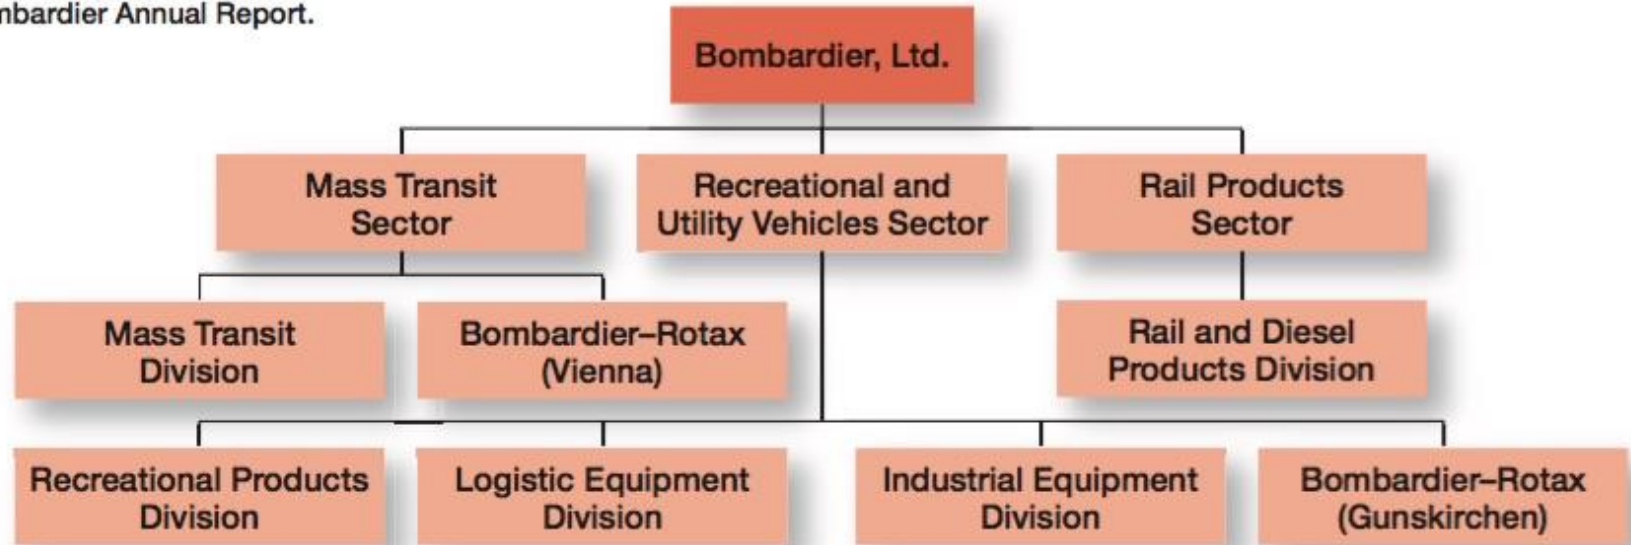 Annual Report.
Bombardier, Ltd.
Mass Transit
Sector
Recreational and
Utility Vehicles Sector
Rail Products
Sector
Mass Transit
Division
Bombardier–Rotax
(Vienna)
Rail and Diesel
Products Division
Recreational Products
Division
Logistic Equipment
Division
Industrial Equipment
Division
Bombardier–Rotax
(Gunskirchen)